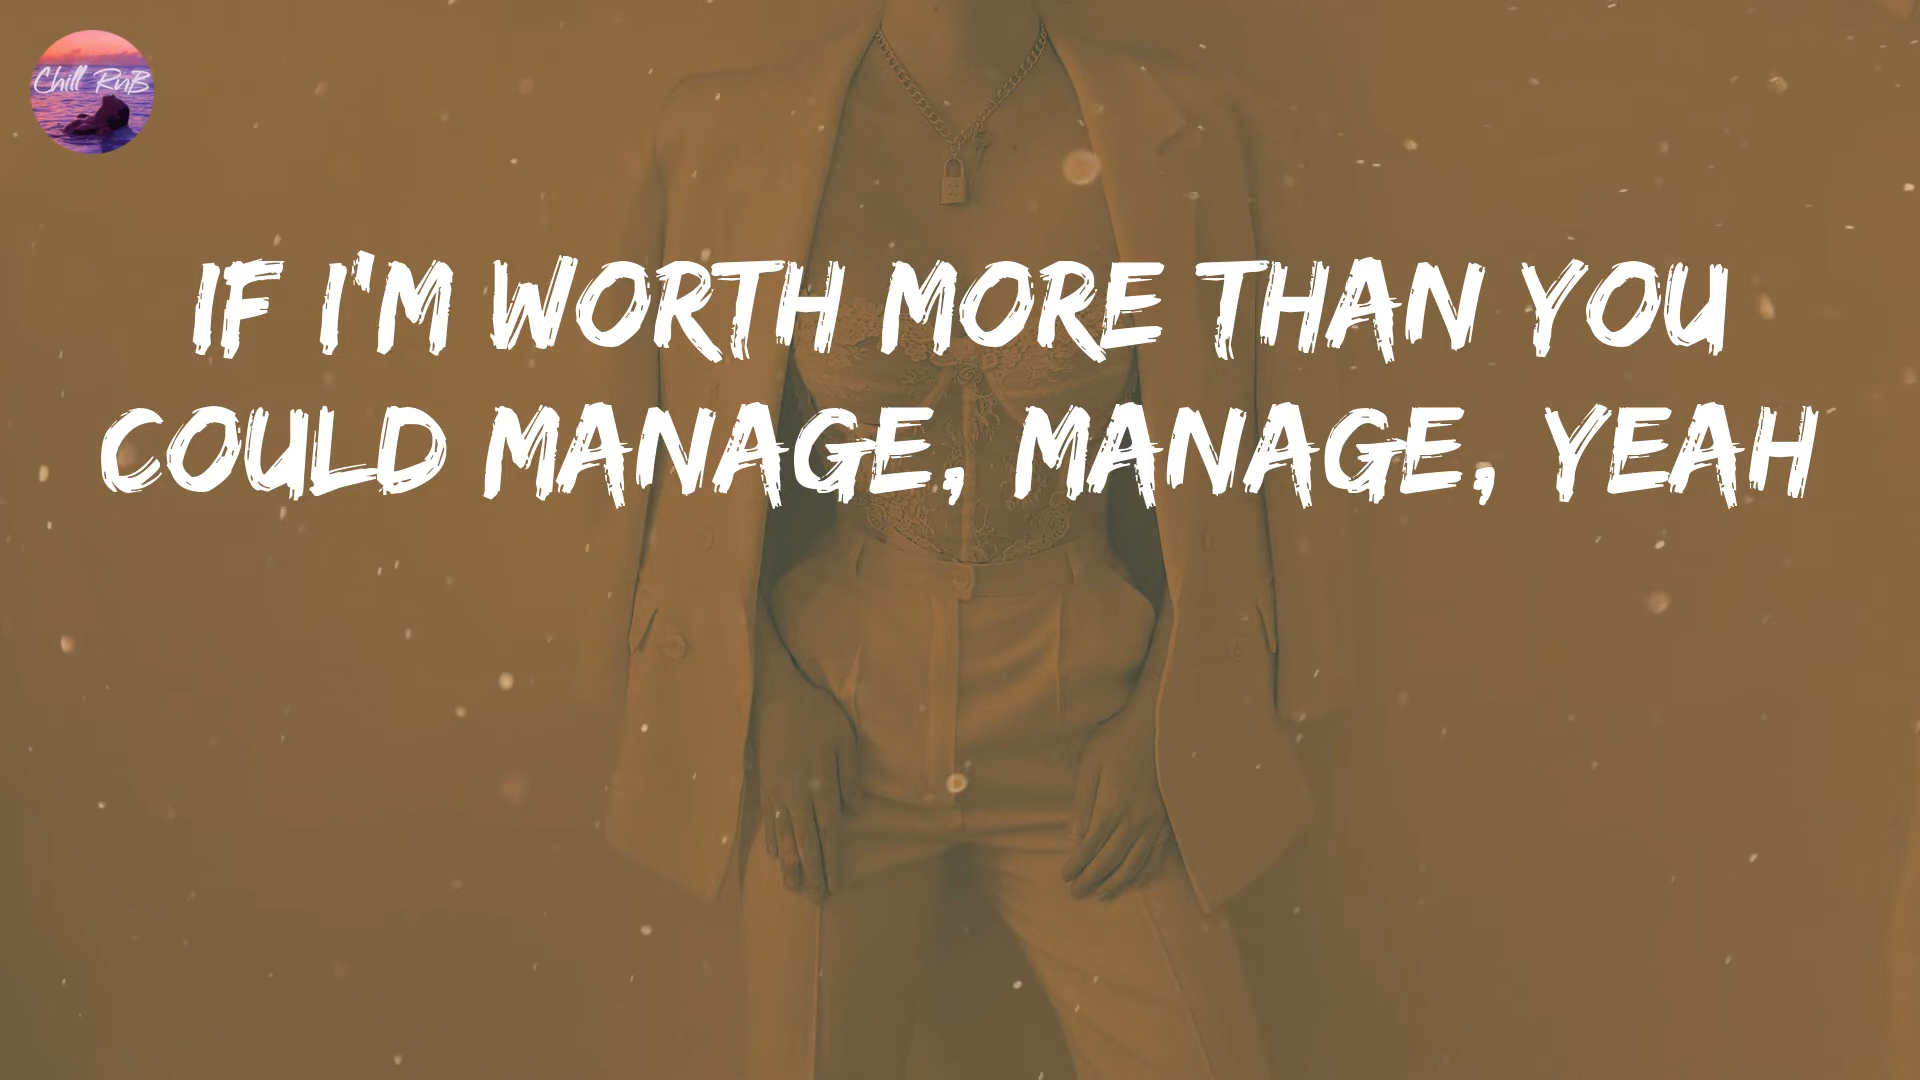 Chill RnB
IF I'M WORTH MORE THAN YOU
COULD MANAGE, MANAGE, YEAH